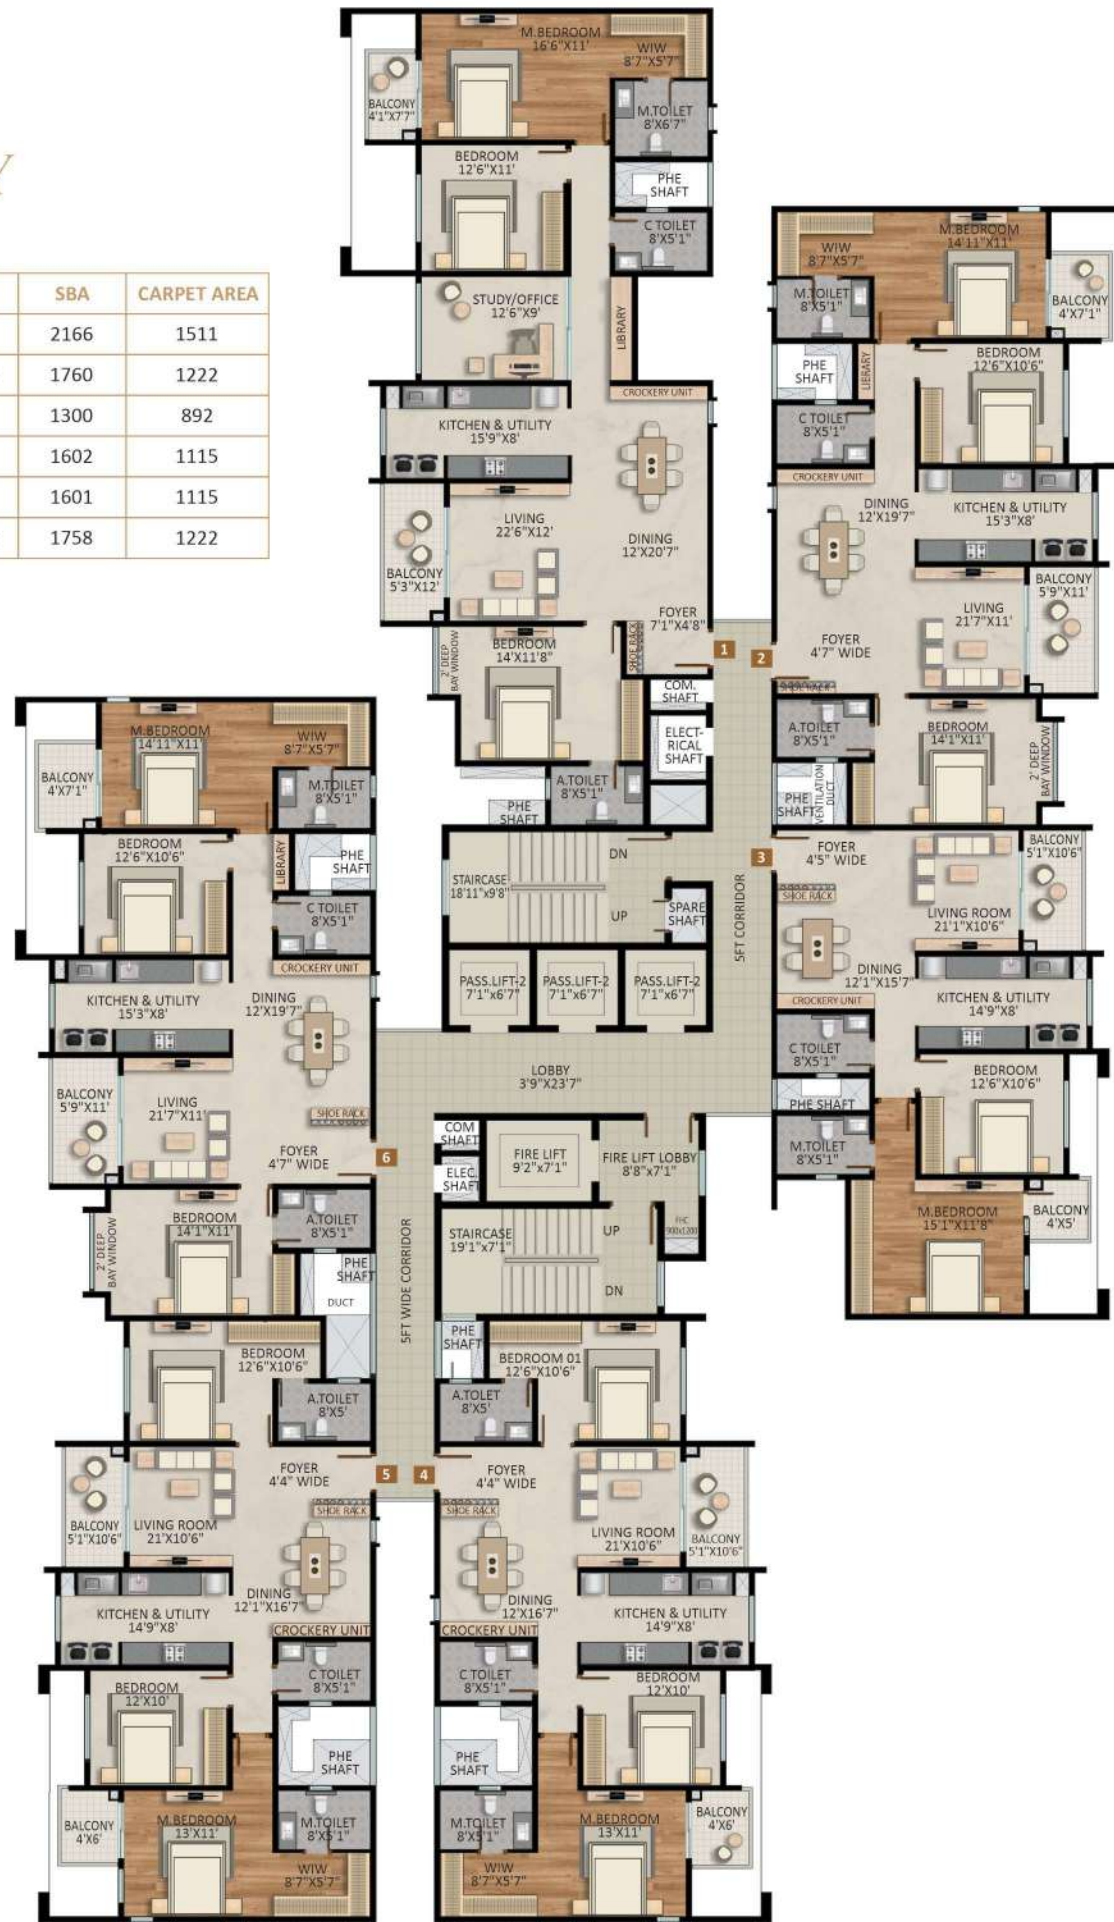 Y
SBA CARPET AREA
2166 1511
1760 1222
1300 892
1602 1115
1601 1115
1758 1222
M.BEDROOM
16'6"X11'
WIW
8'7"X5'7"
BALCONY
4'1"X7'7"
M.TOILET
8'X6'7"
BEDROOM
12'6"X11'
PHE
SHAFT
C TOILET
8'X5'1"
STUDY/OFFICE
12'6"X9'
LIBRARY
CROCKERY UNIT
KITCHEN & UTILITY
15'9"X8'
LIVING
22'6"X12'
DINING
12'X20'7"
BALCONY
5'3"X12'
FOYER
7'1"X4'8"
SHOE RACK
BEDROOM
14'X11'8"
2' DEEP
BAY WINDOW
1
COM.
SHAFT
ELECT-
RICAL
SHAFT
A.TOILET
8'X5'1"
PHE
SHAFT
M.BEDROOM
14'11"X11'
WIW
8'7"X5'7"
M.TOILET
8'X5'1"
BALCONY
4'X7'1"
PHE
SHAFT
LIBRARY
BEDROOM
12'6"X10'6"
C TOILET
8'X5'1"
CROCKERY UNIT
DINING
12'X19'7"
KITCHEN & UTILITY
15'3"X8'
BALCONY
5'9"X11'
LIVING
21'7"X11'
FOYER
4'7" WIDE
2
SHOE RACK
A.TOILET
8'X5'1"
BEDROOM
14'1"X11'
2' DEEP
BAY WINDOW
PHE
SHAFT
VENTILATION
DUCT
3
FOYER
4'5" WIDE
BALCONY
5'1"X10'6"
SHOE RACK
LIVING ROOM
21'1"X10'6"
DINING
12'1"X15'7"
CROCKERY UNIT
KITCHEN & UTILITY
14'9"X8'
C TOILET
8'X5'1"
BEDROOM
12'6"X10'6"
PHE SHAFT
M.TOILET
8'X5'1"
M.BEDROOM
15'1"X11'8"
BALCONY
4'X5'
DN
STAIRCASE
18'11"x9'8"
UP
SPARE
SHAFT
5FT CORRIDOR
PASS.LIFT-2
7'1"x6'7"
PASS.LIFT-2
7'1"x6'7"
PASS.LIFT-2
7'1"x6'7"
LOBBY
3'9"X23'7"
COM
SHAFT
FIRE LIFT
9'2"x7'1"
FIRE LIFT LOBBY
8'8"x7'1"
ELEC.
SHAFT
STAIRCASE
19'1"x7'1"
UP
DN
FHC
900x1200
5FT WIDE CORRIDOR
M.BEDROOM
14'11"X11'
WIW
8'7"X5'7"
BALCONY
4'X7'1"
M.TOILET
8'X5'1"
BEDROOM
12'6"X10'6"
LIBRARY
PHE
SHAFT
C TOILET
8'X5'1"
CROCKERY UNIT
KITCHEN & UTILITY
15'3"X8'
DINING
12'X19'7"
BALCONY
5'9"X11'
LIVING
21'7"X11'
SHOE RACK
FOYER
4'7" WIDE
6
2' DEEP
BAY WINDOW
BEDROOM
14'1"X11'
A.TOILET
8'X5'1"
PHE
SHAFT
DUCT
BEDROOM
12'6"X10'6"
A.TOILET
8'X5'
FOYER
4'4" WIDE
5
SHOE RACK
BALCONY
5'1"X10'6"
LIVING ROOM
21'X10'6"
DINING
12'1"X16'7"
KITCHEN & UTILITY
14'9"X8'
CROCKERY UNIT
C TOILET
8'X5'1"
BEDROOM
12'X10'
PHE
SHAFT
BALCONY
4'X6'
M.BEDROOM
13'X11'
M.TOILET
8'X5'1"
WIW
8'7"X5'7"
PHE
SHAFT
BEDROOM 01
12'6"X10'6"
A.TOILET
8'X5'
4
FOYER
4'4" WIDE
SHOE RACK
LIVING ROOM
21'X10'6"
BALCONY
5'1"X10'6"
DINING
12'X16'7"
CROCKERY UNIT
KITCHEN & UTILITY
14'9"X8'
C TOILET
8'X5'1"
BEDROOM
12'X10'
PHE
SHAFT
M.TOILET
8'X5'1"
M.BEDROOM
13'X11'
BALCONY
4'X6'
WIW
8'7"X5'7"